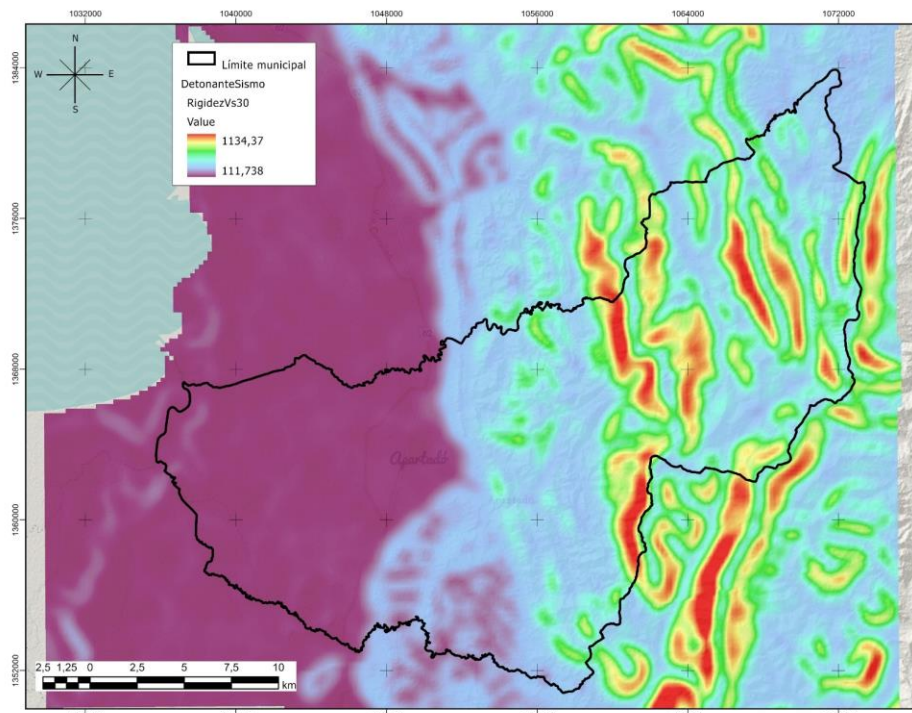 1032000 1040000 1048000 1056000 1064000 1072000
N
W E
S
Límite municipal
DetonanteSismo
RigidezVs30
Value
1134,37
111,738
1384000
1376000
1368000
1360000
1352000
Apartadó
2,5 1,25 0 2,5 5 7,5 10
km